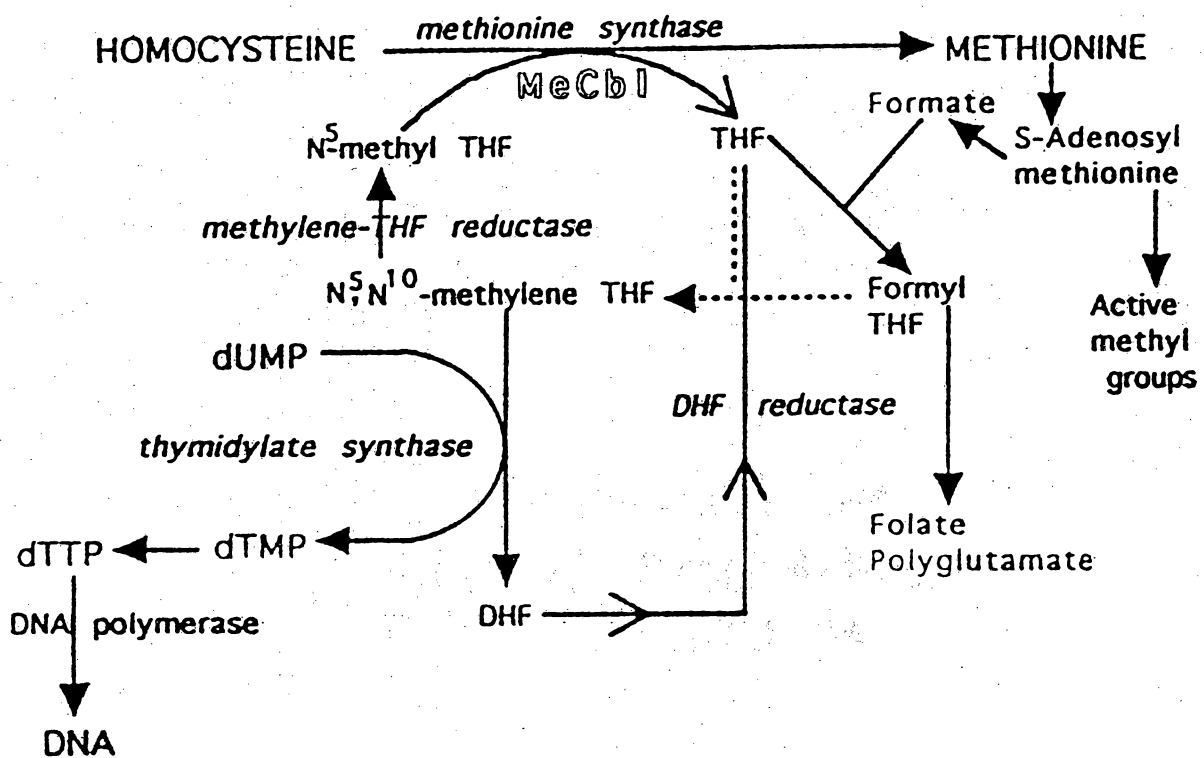 methionine synthase
HOMOCYSTEINE
METHIONINE
MeCbl
Formate
N5-methyl THF
THF
S-Adenosyl
methionine
methylene-THF reductase
N5,N10-methylene THF
Formyl
THF
Active
methyl
groups
dUMP
DHF reductase
thymidylate synthase
Folate
Polyglutamate
dTTP
dTMP
DHF
DNA polymerase
DNA